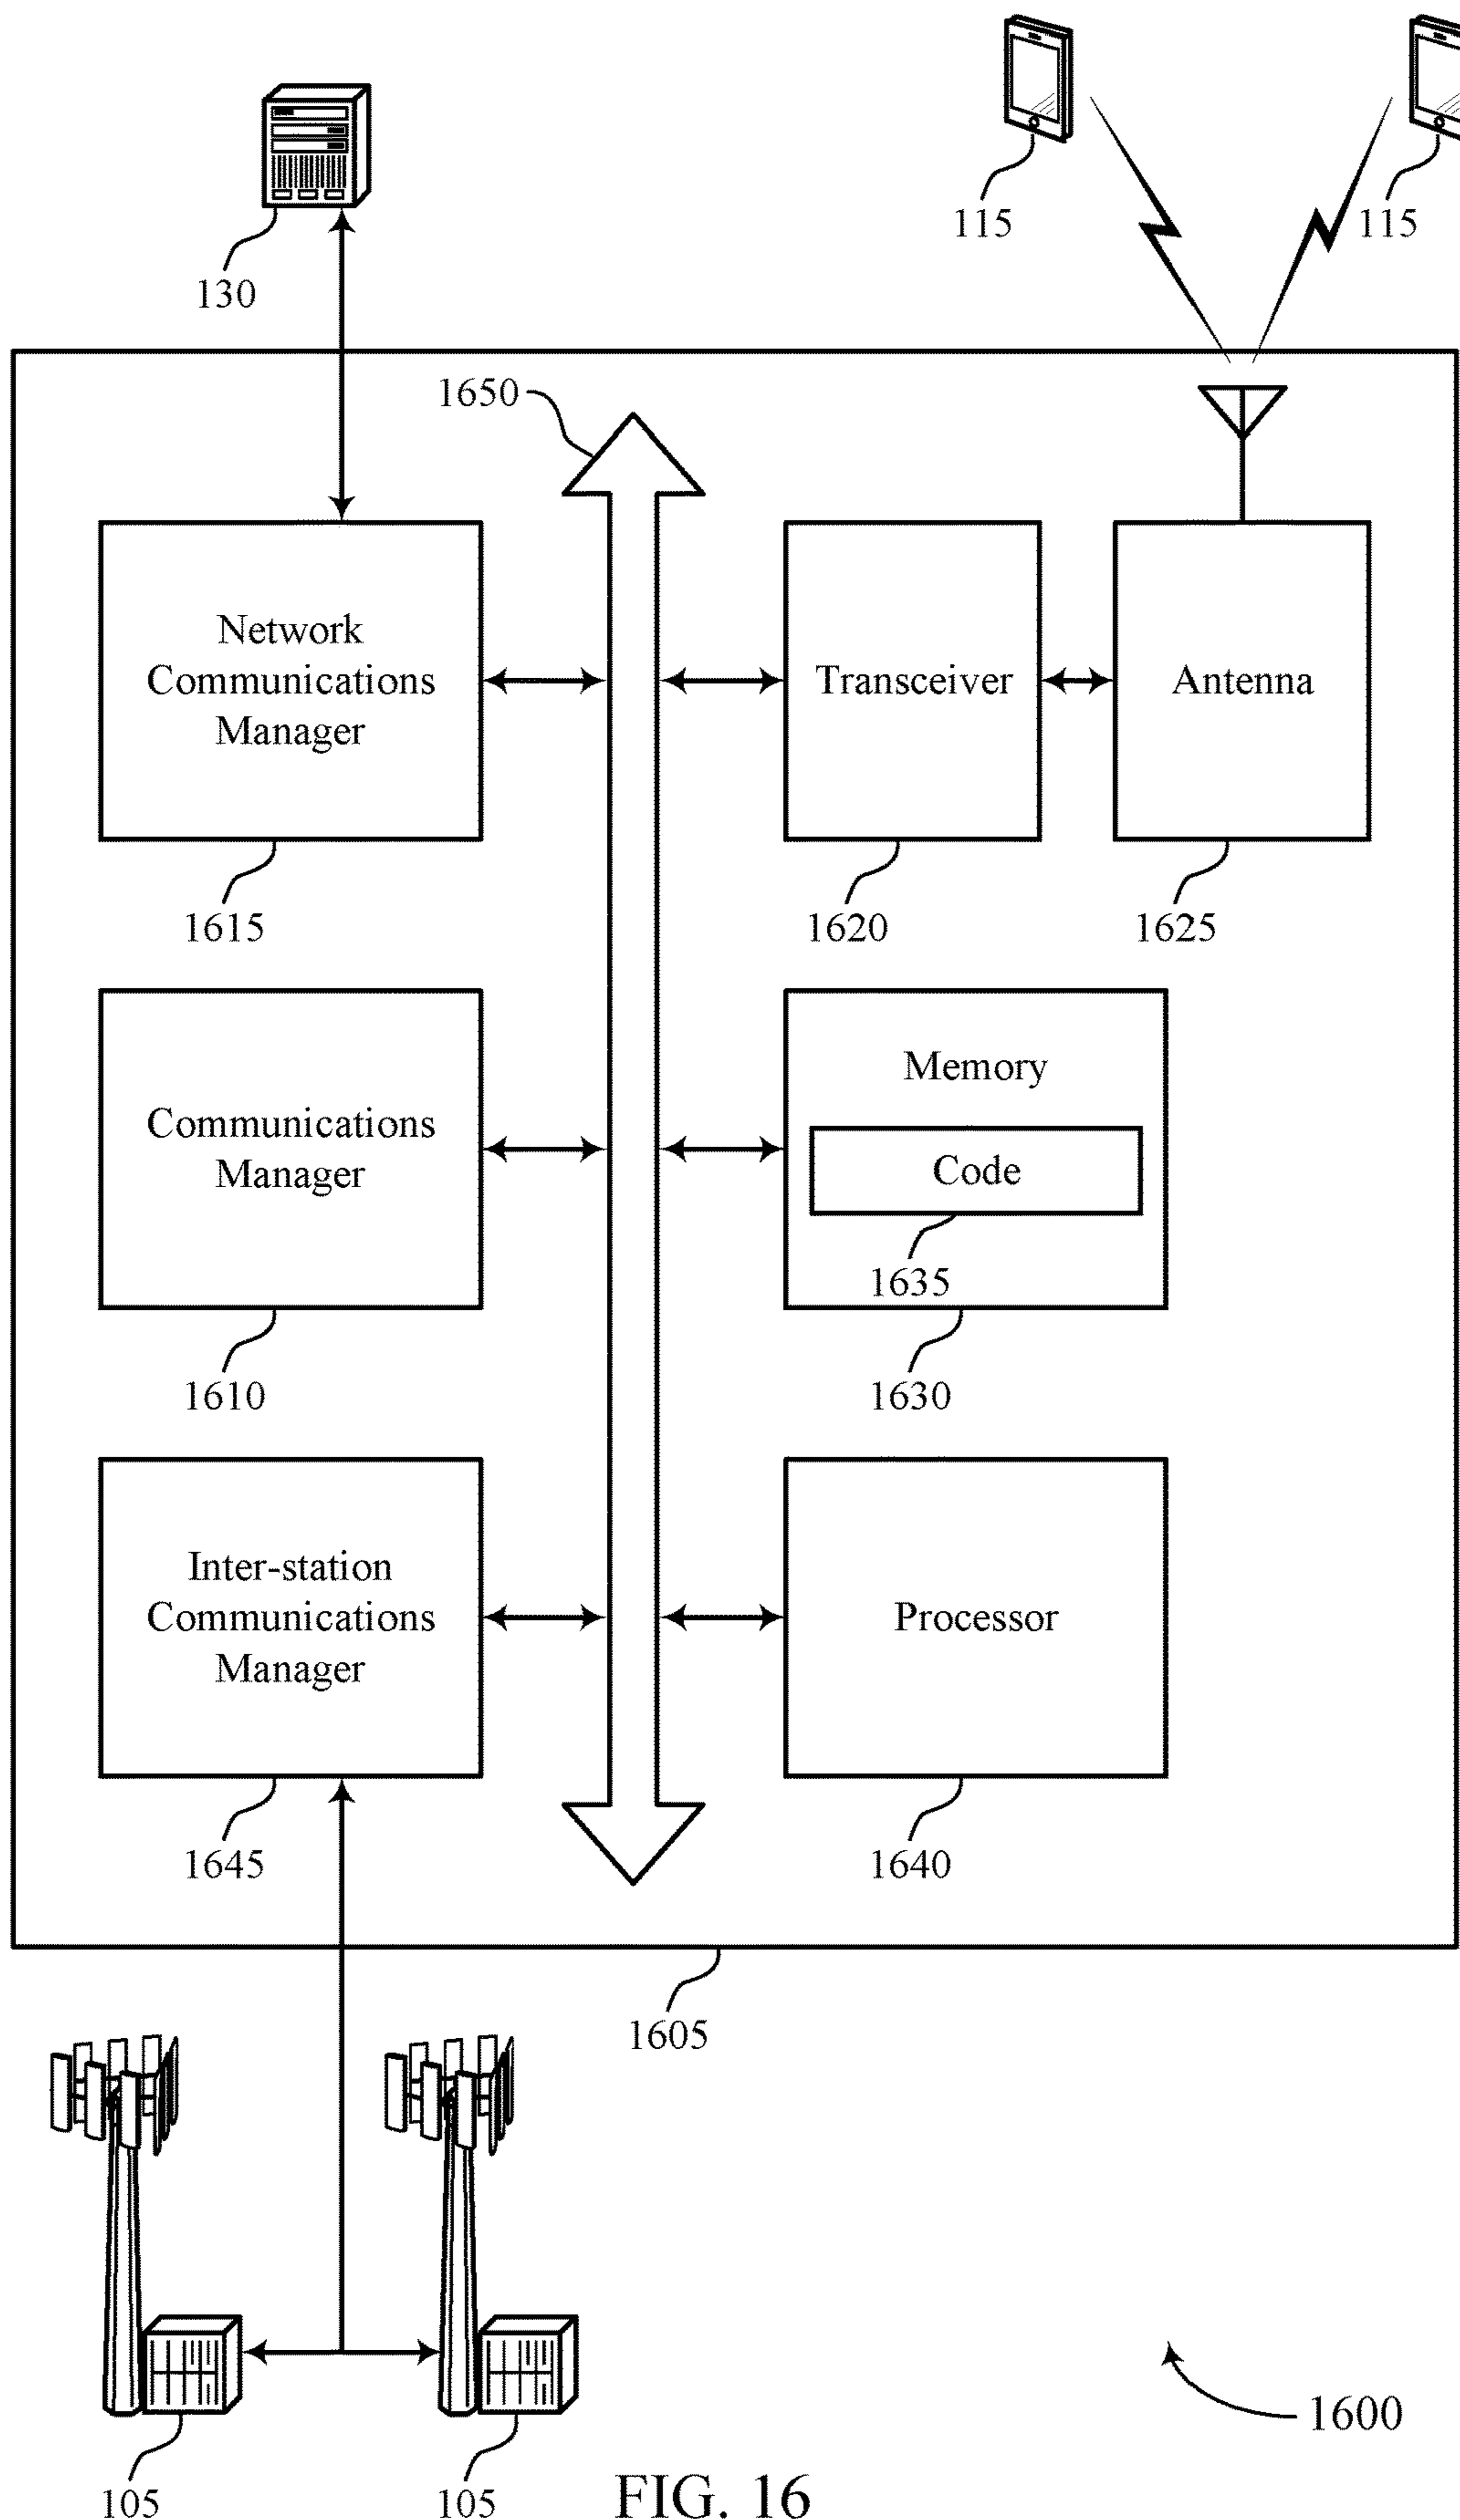 130
115
115
1650
Network
Communications
Manager
Transceiver
Antenna
1615
1620
1625
Communications
Manager
Memory
Code
1635
1610
1630
Inter-station
Communications
Manager
Processor
1645
1640
1605
1600
105
105
FIG. 16